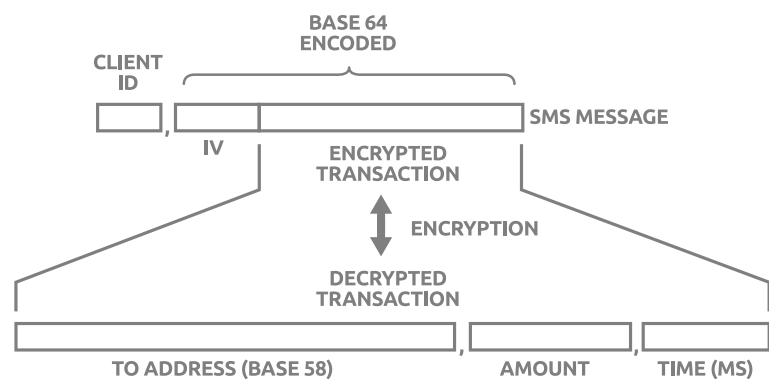 BASE 64
ENCODED
CLIENT
ID
,
SMS MESSAGE
IV
ENCRYPTED
TRANSACTION
ENCRYPTION
DECRYPTED
TRANSACTION
, ,
TO ADDRESS (BASE 58) AMOUNT TIME (MS)